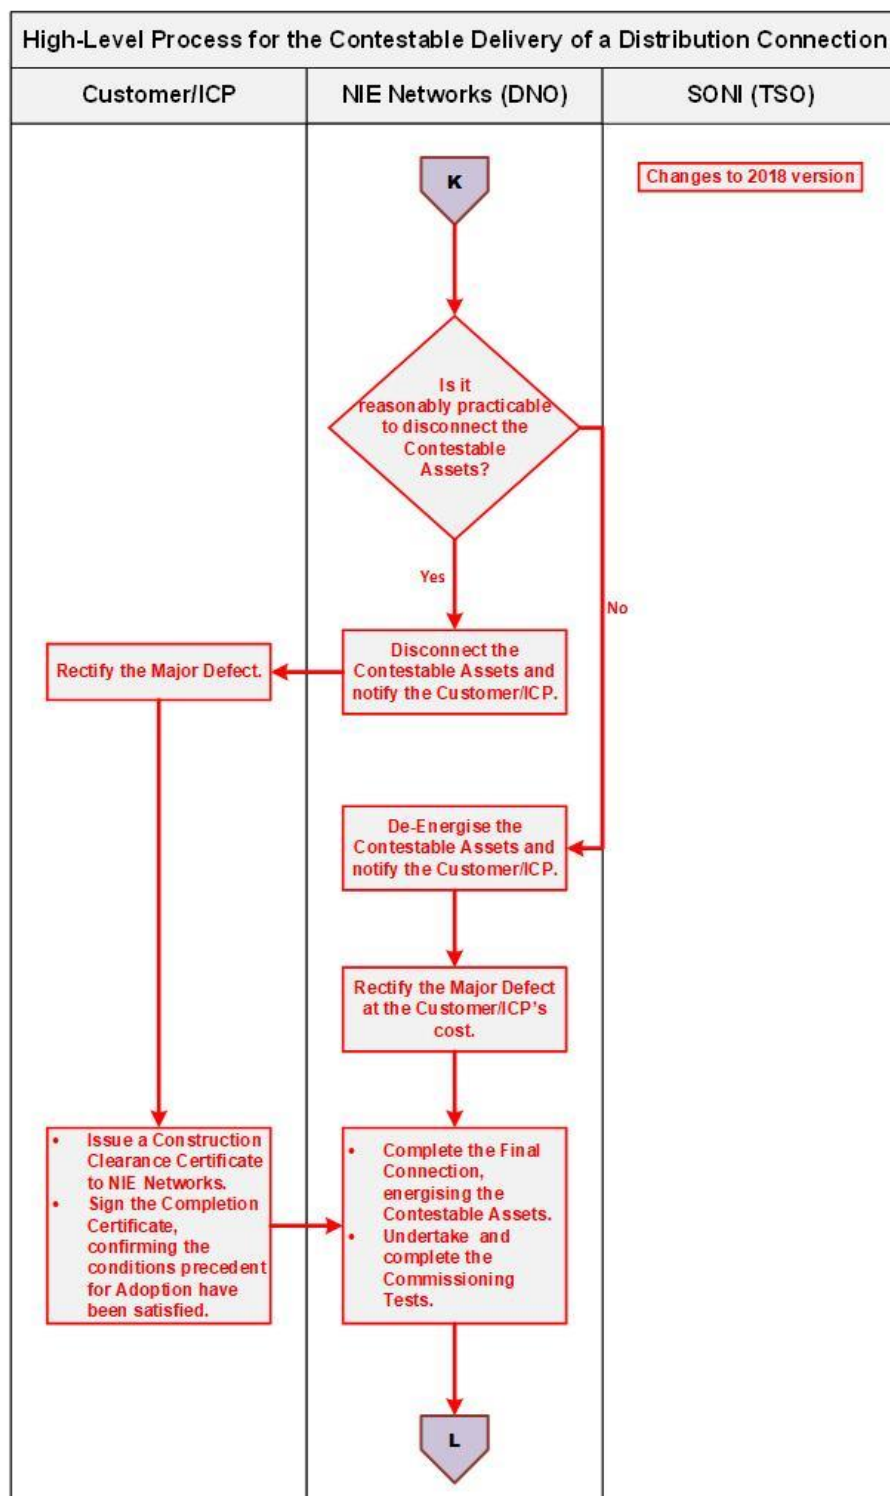 High-Level Process for the Contestable Delivery of a Distribution Connection
Customer/ICP
NIE Networks (DNO)
SONI (TSO)
K
Changes to 2018 version
Is it
reasonably practicable
to disconnect the
Contestable
Assets?
Yes
No
Disconnect the
Contestable Assets and
notify the Customer/ICP.
Rectify the Major Defect.
De-Energise the
Contestable Assets and
notify the Customer/ICP.
Rectify the Major Defect
at the Customer/ICP's
cost.
• Issue a Construction
Clearance Certificate
to NIE Networks.
• Sign the Completion
Certificate,
confirming the
conditions precedent
for Adoption have
been satisfied.
• Complete the Final
Connection,
energising the
Contestable Assets.
• Undertake and
complete the
Commissioning
Tests.
L